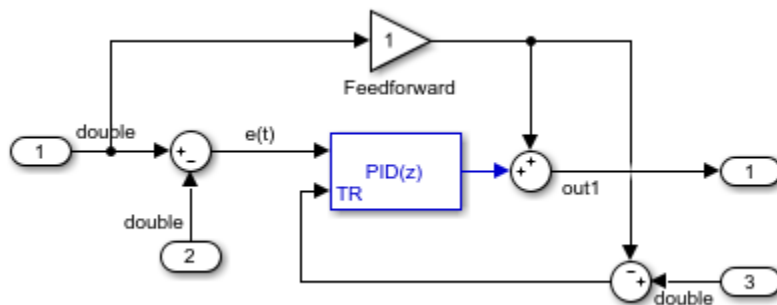 1
Feedforward
double
1
+
−
e(t)
PID(z)
TR
+
+
out1
1
double
2
−
+
double
3